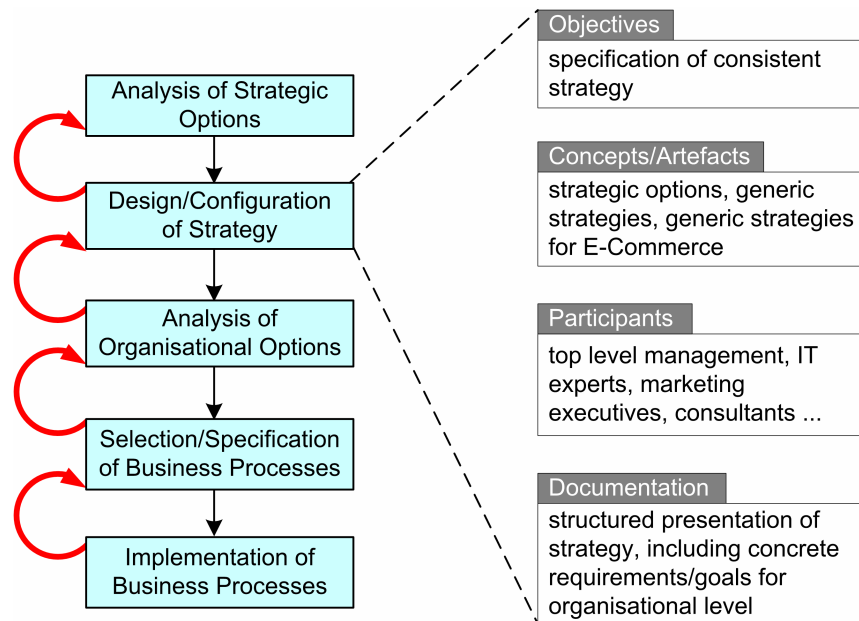 Analysis of Strategic
Options
Design/Configuration
of Strategy
Analysis of
Organisational Options
Selection/Specification
of Business Processes
Implementation of
Business Processes
Objectives
specification of consistent
strategy
Concepts/Artefacts
strategic options, generic
strategies, generic strategies
for E-Commerce
Participants
top level management, IT
experts, marketing
executives, consultants ...
Documentation
structured presentation of
strategy, including concrete
requirements/goals for
organisational level